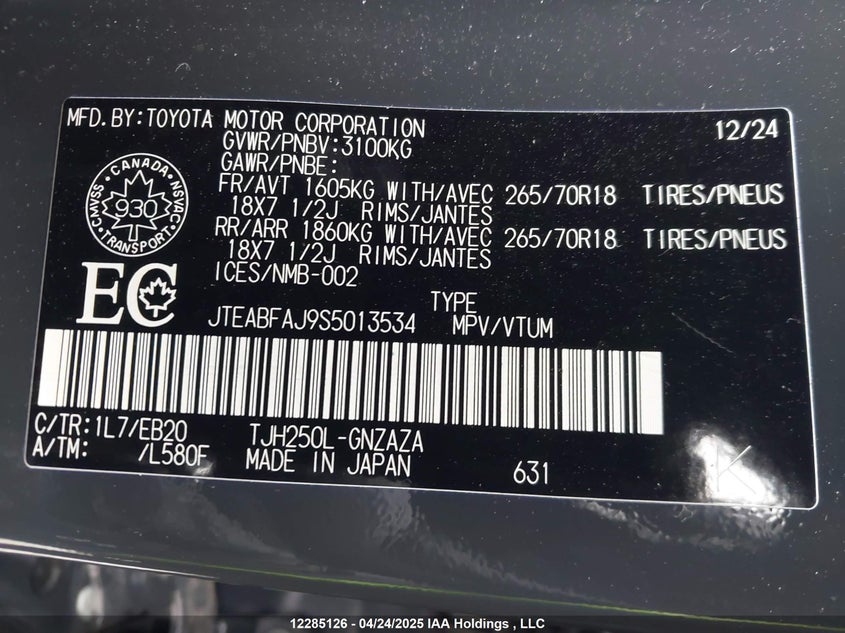 MFD. BY: TOYOTA MOTOR CORPORATION 12/24
GVWR/PNBV: 3100KG
GAWR/PNBE:
FR/AVT 1605KG WITH/AVEC 265/70R18 TIRES/PNEUS
18X7 1/2J RIMS/JANTES
RR/ARR 1860KG WITH/AVEC 265/70R18 TIRES/PNEUS
18X7 1/2J RIMS/JANTES
ICES/NMB-002
CANADA
CMVSS NSVAC
930
TRANSPORT
EC
TYPE
JTEABFAJ9S5013534 MPV/VTUM
C/TR: 1L7/EB20 TJH250L-GNZAZA
A/TM: /L580F MADE IN JAPAN 631
K
12285126 - 04/24/2025 IAA Holdings , LLC